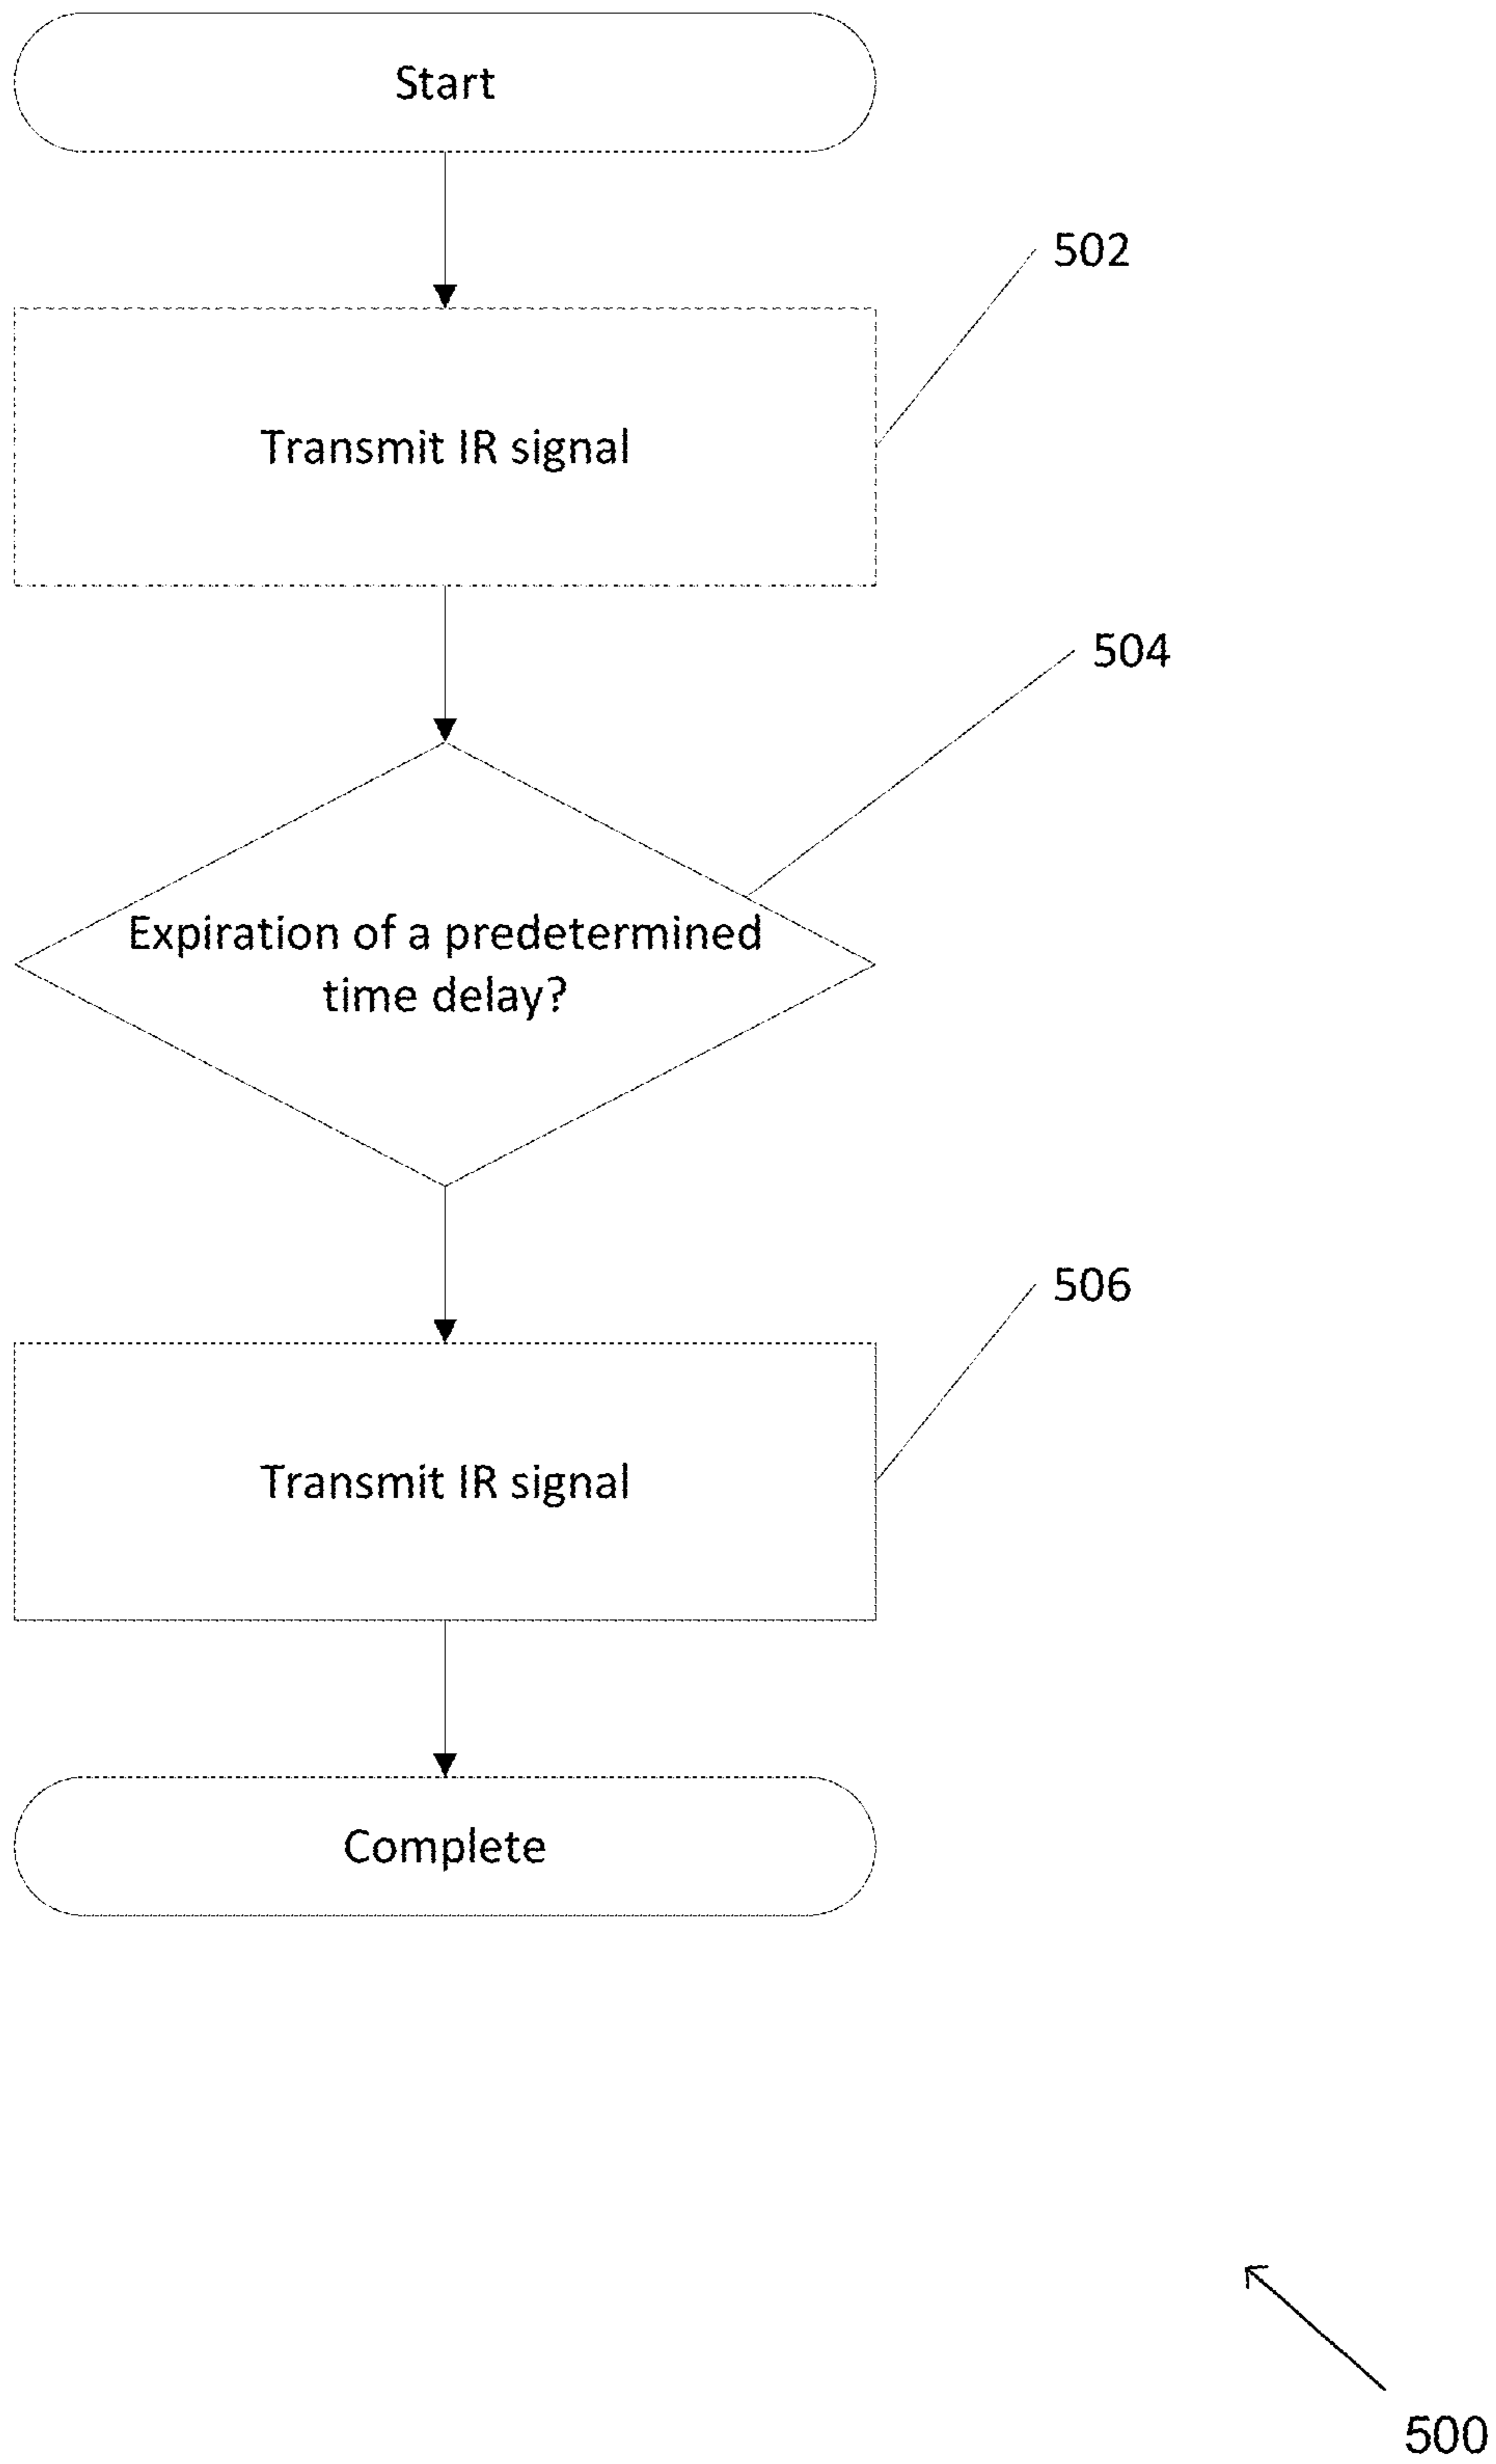 Start
502
Transmit IR signal
504
Expiration of a predetermined
time delay?
506
Transmit IR signal
Complete
500